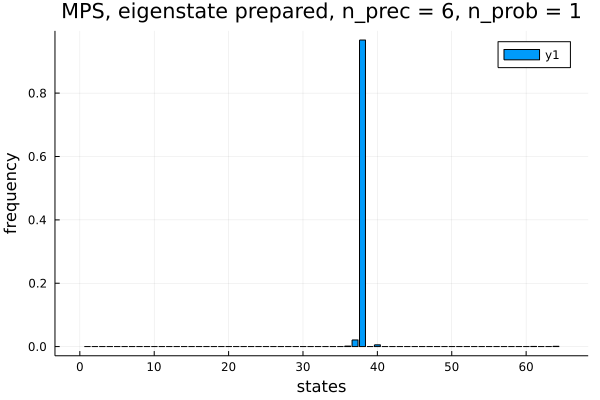 MPS, eigenstate prepared, n_prec = 6, n_prob = 1
y1
frequency
0.8
0.6
0.4
0.2
0.0
0 10 20 30 40 50 60
states